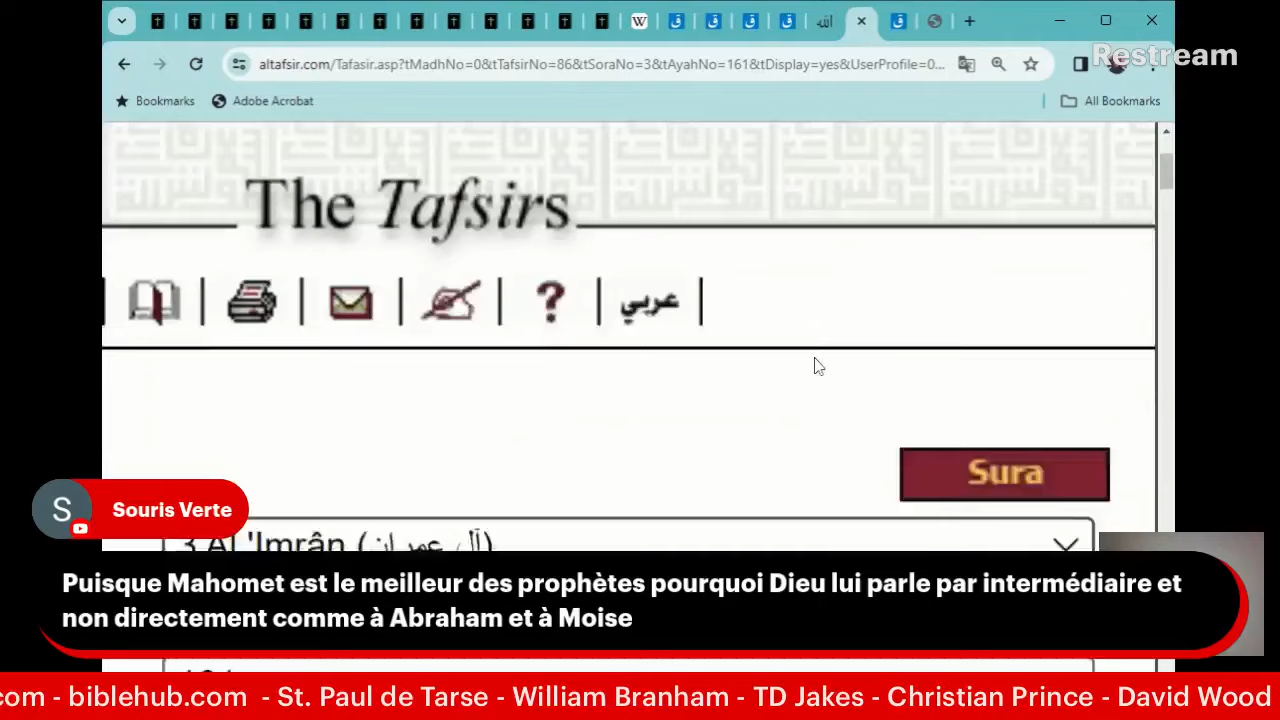 W
altafsir.com/Tafasir.asp?tMadhNo=0&tTafsirNo=86&tSoraNo=3&tAyahNo=161&tDisplay=yes&UserProfile=0...
Restream
Bookmarks
Adobe Acrobat
All Bookmarks
The Tafsirs
?
عربي
Sura
S
Souris Verte
3 Al-'Imrân (آل عمران)
Puisque Mahomet est le meilleur des prophètes pourquoi Dieu lui parle par intermédiaire et
non directement comme à Abraham et à Moise
com - biblehub.com - St. Paul de Tarse - William Branham - TD Jakes - Christian Prince - David Wood